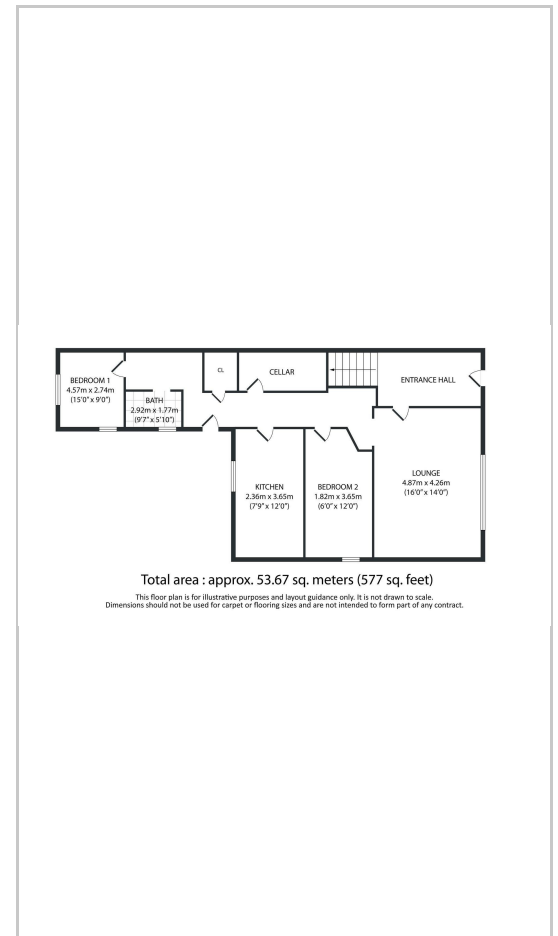 BEDROOM 1
4.57m x 2.74m
(15'0" x 9'0")
BATH
2.92m x 1.77m
(9'7" x 5'10")
CL
CELLAR
ENTRANCE HALL
KITCHEN
2.36m x 3.65m
(7'9" x 12'0")
BEDROOM 2
1.82m x 3.65m
(6'0" x 12'0")
LOUNGE
4.87m x 4.26m
(16'0" x 14'0")
Total area : approx. 53.67 sq. meters (577 sq. feet)
This floor plan is for illustrative purposes and layout guidance only. It is not drawn to scale.
Dimensions should not be used for carpet or flooring sizes and are not intended to form part of any contract.